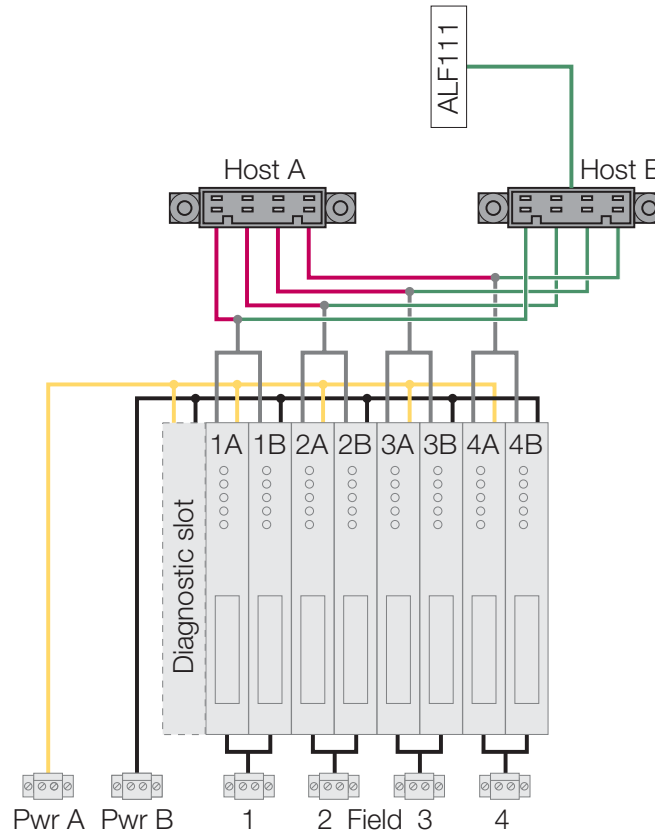 ALF111
Host A
Host B
1A 1B 2A 2B 3A 3B 4A 4B
Diagnostic slot
Pwr A Pwr B 1 2 Field 3 4